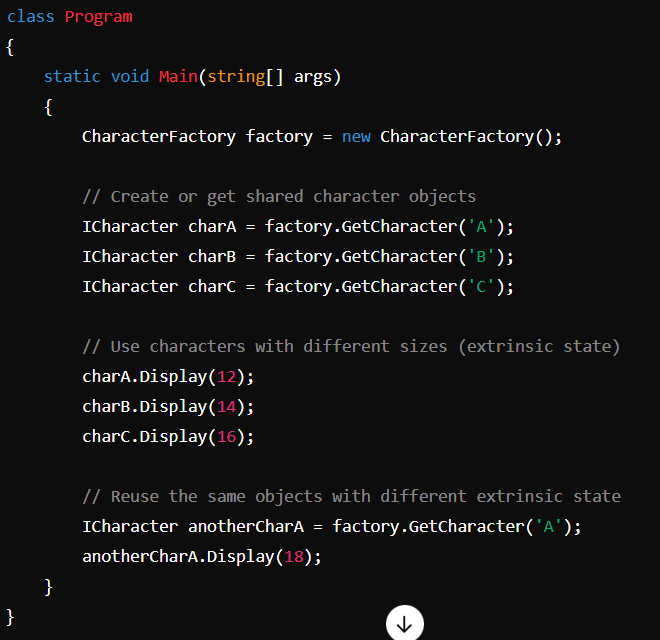 class Program
{
    static void Main(string[] args)
    {
        CharacterFactory factory = new CharacterFactory();

        // Create or get shared character objects
        ICharacter charA = factory.GetCharacter('A');
        ICharacter charB = factory.GetCharacter('B');
        ICharacter charC = factory.GetCharacter('C');

        // Use characters with different sizes (extrinsic state)
        charA.Display(12);
        charB.Display(14);
        charC.Display(16);

        // Reuse the same objects with different extrinsic state
        ICharacter anotherCharA = factory.GetCharacter('A');
        anotherCharA.Display(18);
    }
}